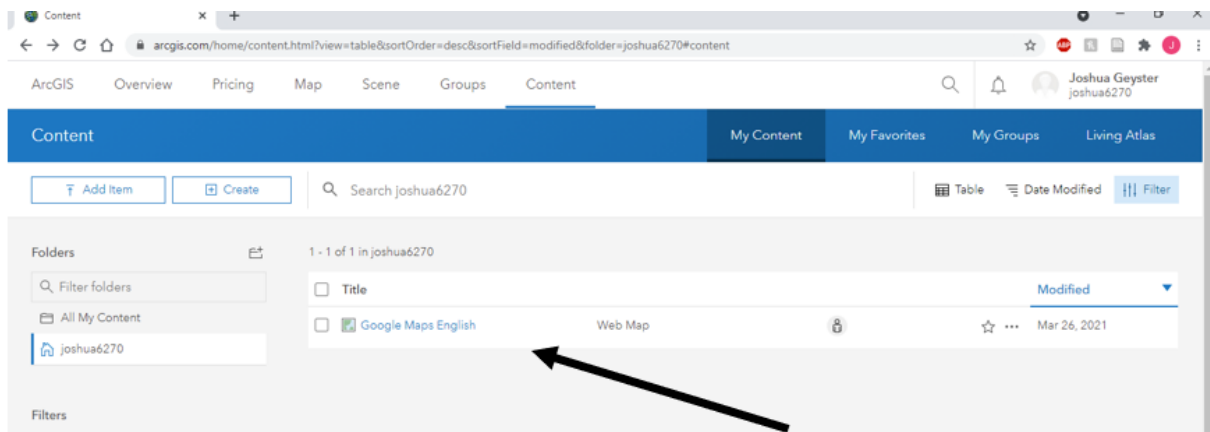 Content
arcgis.com/home/content.html?view=table&sortOrder=desc&sortField=modified&folder=joshua6270#content
ABP
J
ArcGIS Overview Pricing Map Scene Groups Content
Joshua Geyster
joshua6270
Content My Content My Favorites My Groups Living Atlas
Add Item Create Search joshua6270 Table Date Modified Filter
Folders 1 - 1 of 1 in joshua6270
Filter folders Title Modified
All My Content Google Maps English Web Map Mar 26, 2021
joshua6270
Filters